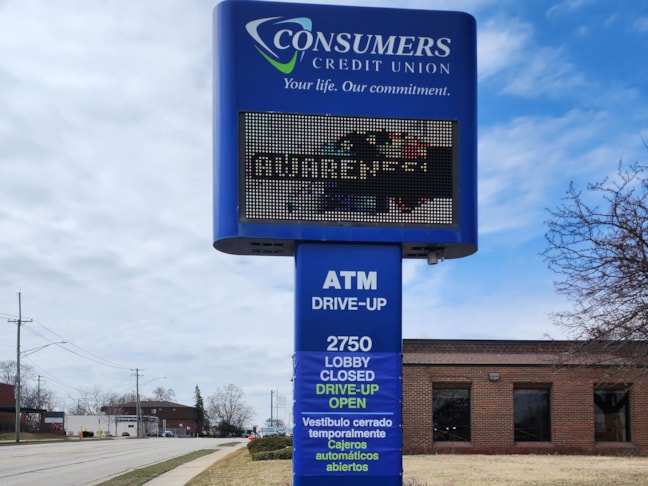 CONSUMERS
CREDIT UNION
Your life. Our commitment.
AWARENESS
ATM
DRIVE-UP
2750
LOBBY
CLOSED
DRIVE-UP
OPEN
Vestíbulo cerrado
temporalmente
Cajeros
automáticos
abiertos